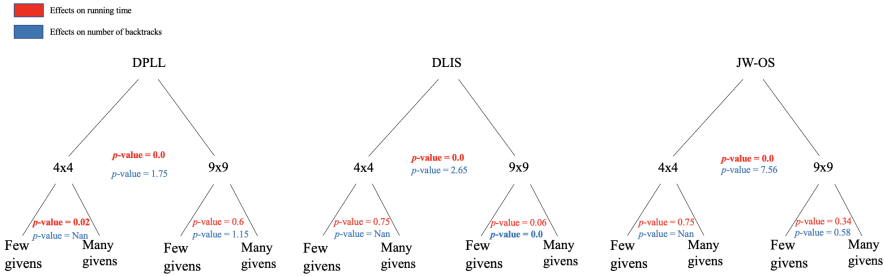 Effects on running time
Effects on number of backtracks
DPLL
DLIS
JW-OS
4x4
p-value = 0.0
p-value = 1.75
9x9
4x4
p-value = 0.0
p-value = 2.65
9x9
4x4
p-value = 0.0
p-value = 7.56
9x9
p-value = 0.02
p-value = Nan
p-value = 0.6
p-value = 1.15
p-value = 0.75
p-value = Nan
p-value = 0.06
p-value = 0.0
p-value = 0.75
p-value = Nan
p-value = 0.34
p-value = 0.58
Few
givens
Many
givens
Few
givens
Many
givens
Few
givens
Many
givens
Few
givens
Many
givens
Few
givens
Many
givens
Few
givens
Many
givens